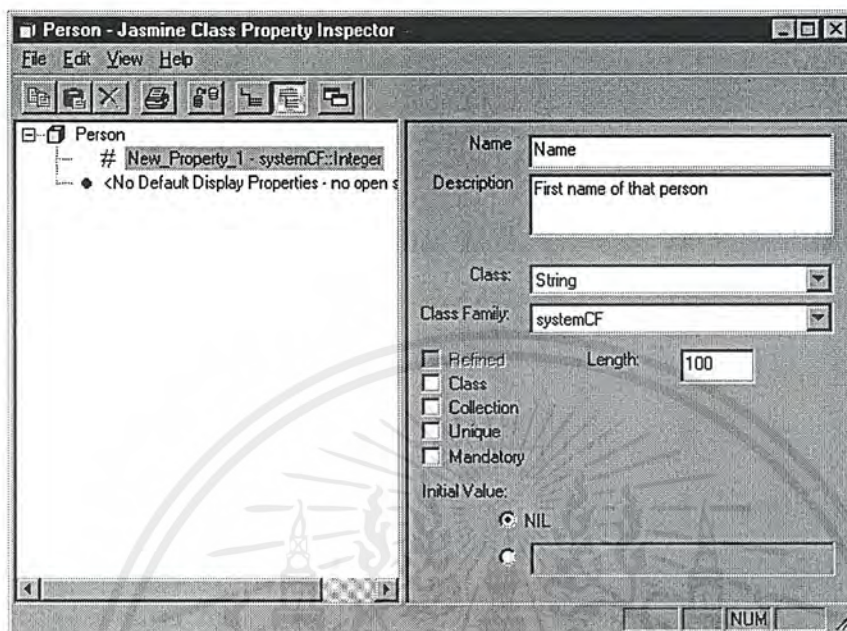 Person - Jasmine Class Property Inspector
File Edit View Help
Person
# New_Property_1 - systemCF::Integer
<No Default Display Properties - no open s
Name Name
Description First name of that person
Class: String
Class Family: systemCF
Refined Length: 100
Class
Collection
Unique
Mandatory
Initial Value:
NIL
NUM